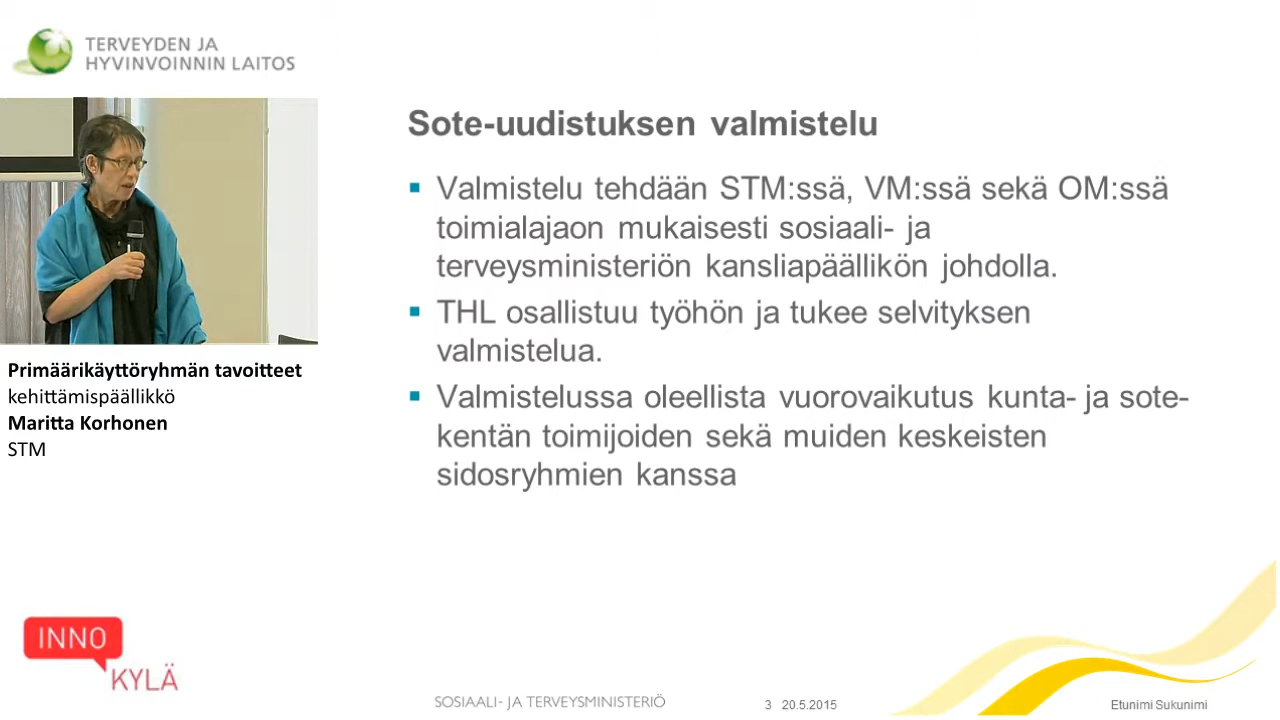 TERVEYDEN JA
HYVINVOINNIN LAITOS
Sote-uudistuksen valmistelu
Valmistelu tehdään STM:ssä, VM:ssä sekä OM:ssä
toimialajaon mukaisesti sosiaali- ja
terveysministeriön kansliapäällikön johdolla.
THL osallistuu työhön ja tukee selvityksen
valmistelua.
Valmistelussa oleellista vuorovaikutus kunta- ja sote-
kentän toimijoiden sekä muiden keskeisten
sidosryhmien kanssa
Primäärikäyttöryhmän tavoitteet
kehittämispäällikkö
Maritta Korhonen
STM
INNO
KYLÄ
SOSIAALI- JA TERVEYSMINISTERIÖ
3 20.5.2015
Etunimi Sukunimi